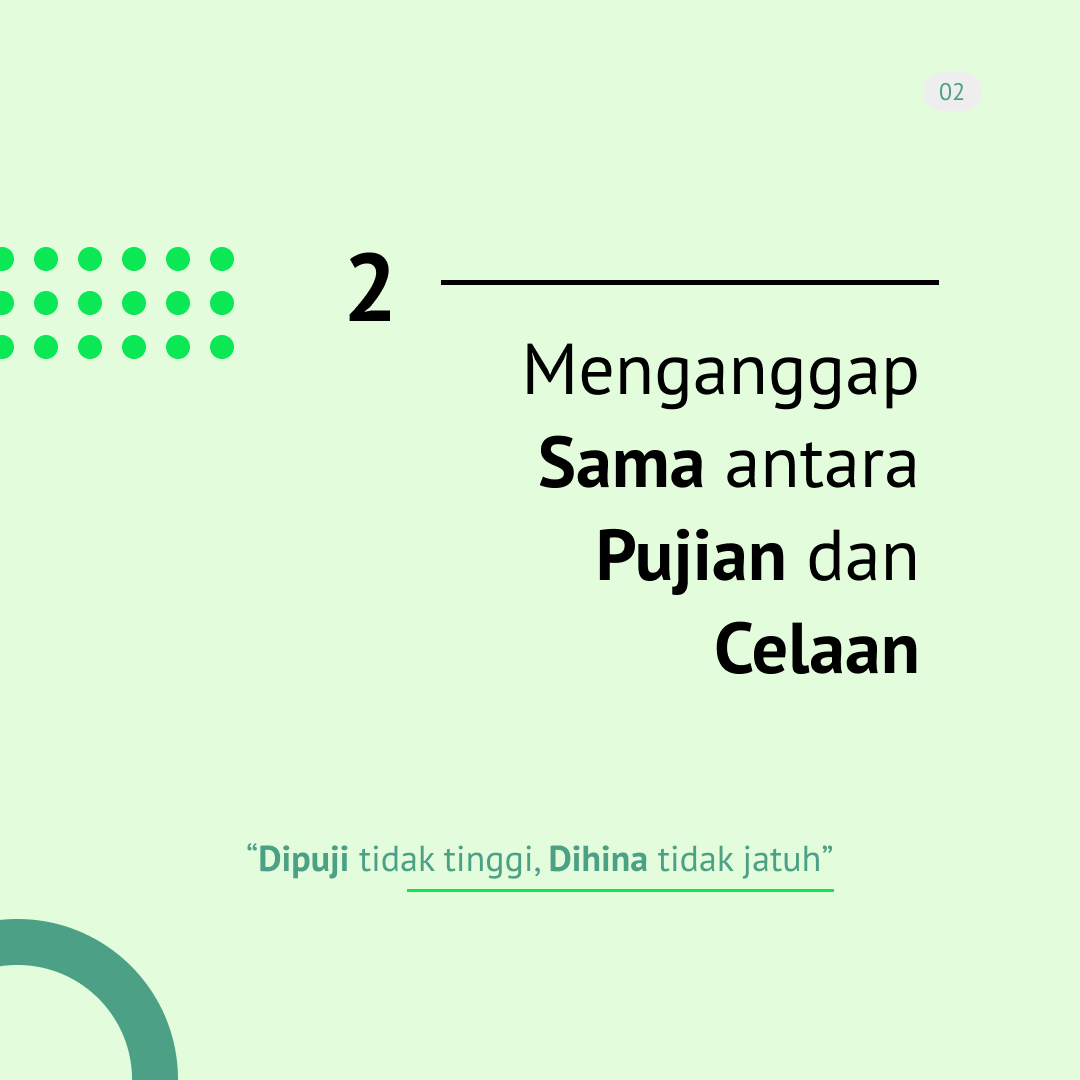 02
2
Menganggap
Sama antara
Pujian dan
Celaan
“Dipuji tidak tinggi, Dihina tidak jatuh”